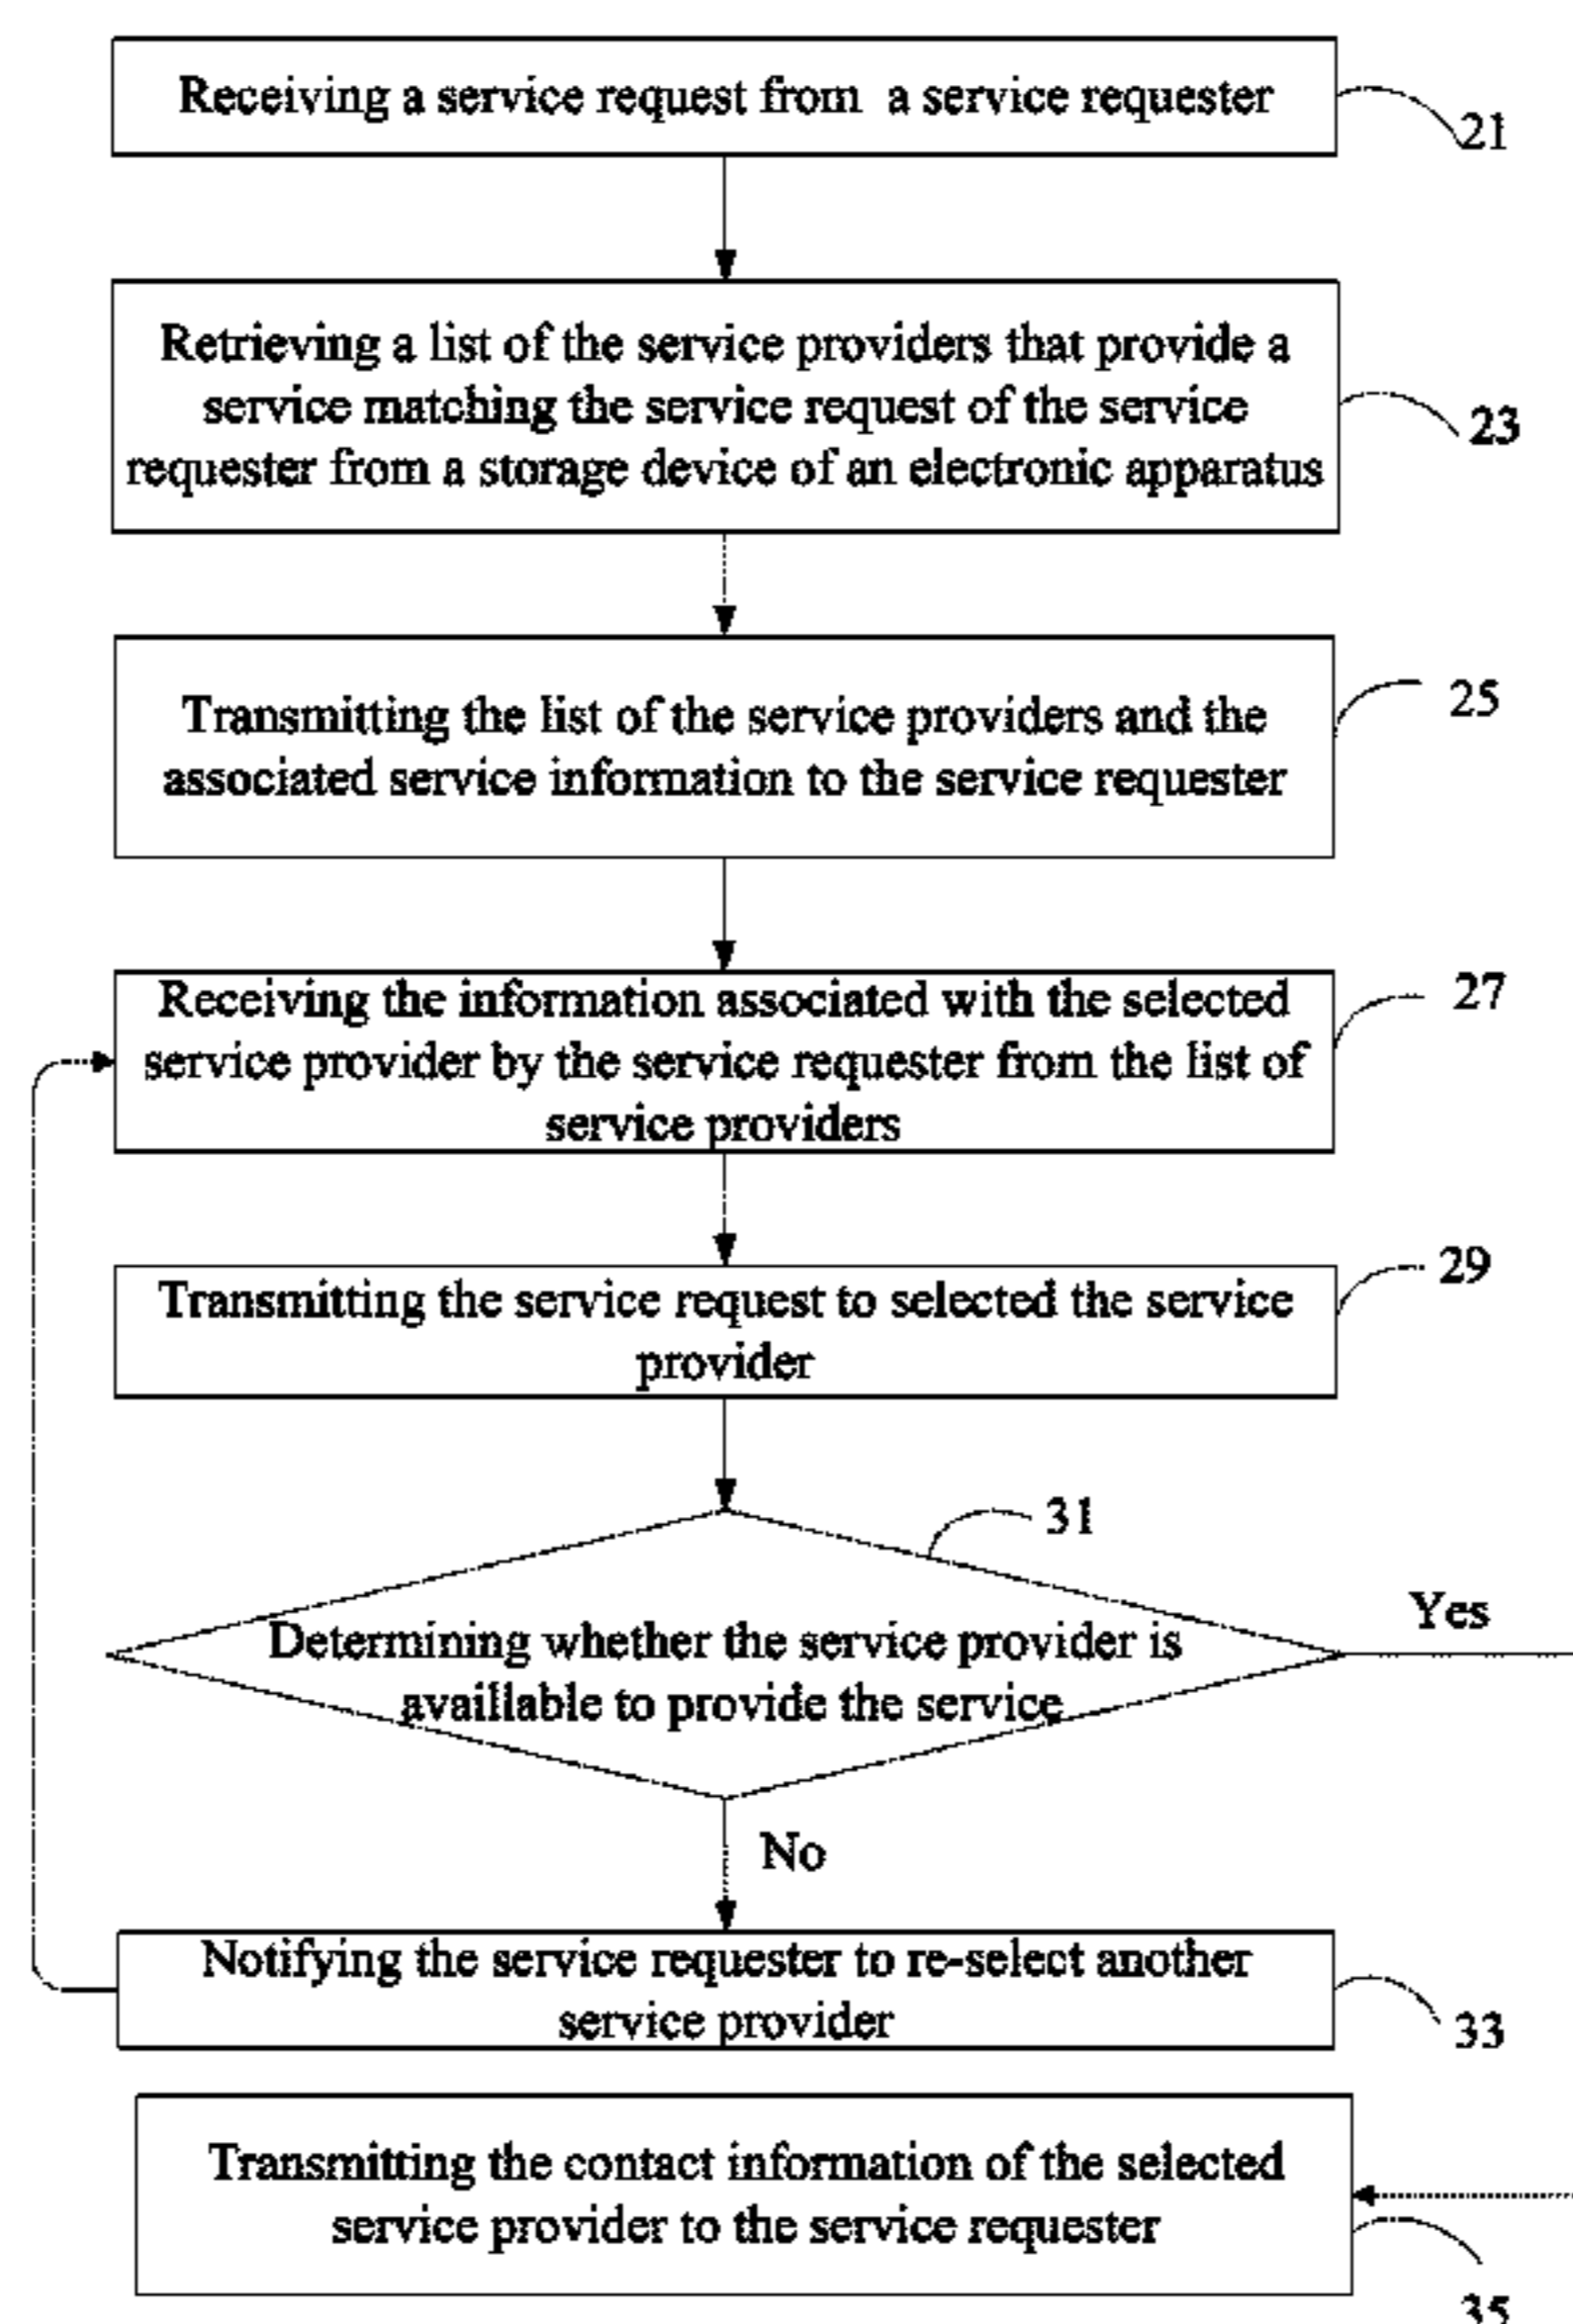 Receiving a service request from a service requester
21
Retrieving a list of the service providers that provide a
service matching the service request of the service
requester from a storage device of an electronic apparatus
23
Transmitting the list of the service providers and the
associated service information to the service requester
25
Receiving the information associated with the selected
service provider by the service requester from the list of
service providers
27
Transmitting the service request to selected the service
provider
29
31
Determining whether the service provider is
availlable to provide the service
Yes
No
Notifying the service requester to re-select another
service provider
33
Transmitting the contact information of the selected
service provider to the service requester
35